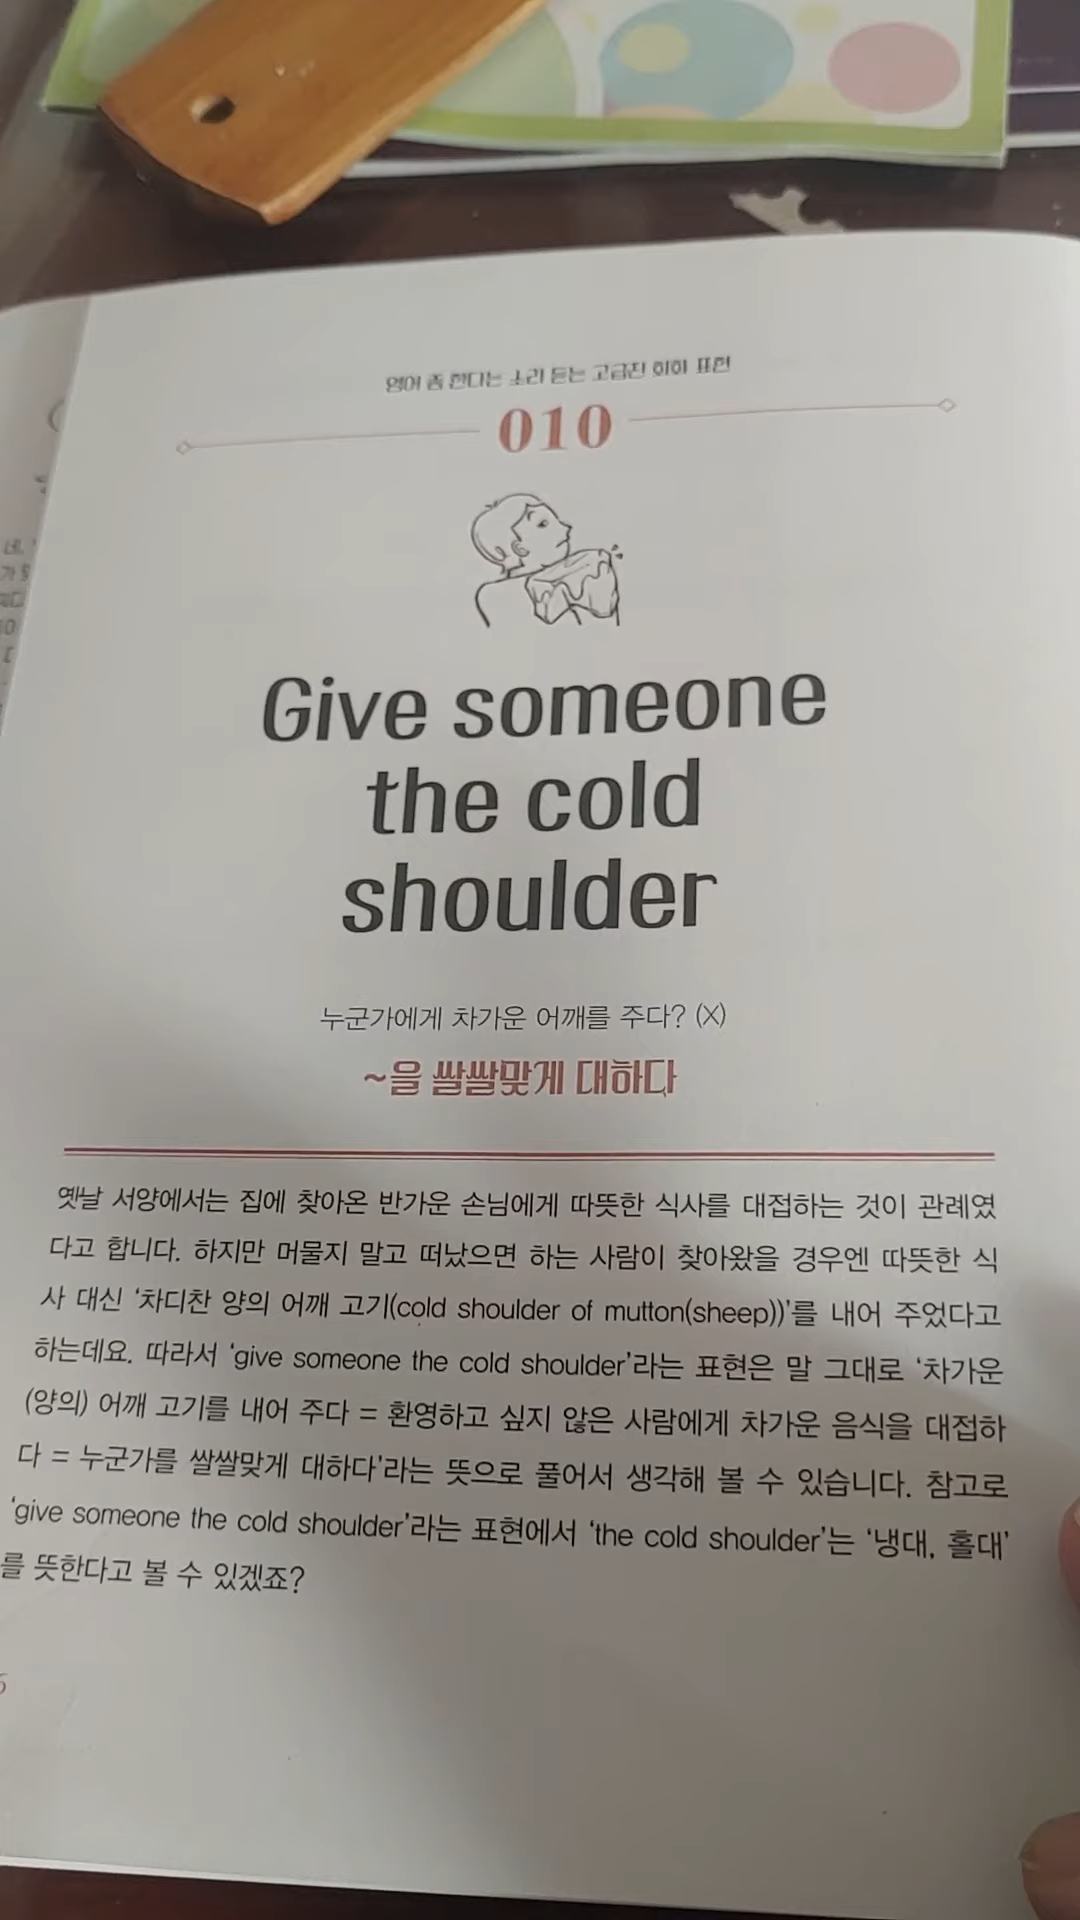 영어 좀 한다는 소리 듣는 고급진 회화 표현
010
Give someone
the cold
shoulder
누군가에게 차가운 어깨를 주다? (X)
~을 쌀쌀맞게 대하다
옛날 서양에서는 집에 찾아온 반가운 손님에게 따뜻한 식사를 대접하는 것이 관례였
다고 합니다. 하지만 머물지 말고 떠났으면 하는 사람이 찾아왔을 경우엔 따뜻한 식
사 대신 ‘차디찬 양의 어깨 고기(cold shoulder of mutton(sheep))’를 내어 주었다고
하는데요. 따라서 ‘give someone the cold shoulder’라는 표현은 말 그대로 ‘차가운
(양의) 어깨 고기를 내어 주다 = 환영하고 싶지 않은 사람에게 차가운 음식을 대접하
다 = 누군가를 쌀쌀맞게 대하다’라는 뜻으로 풀어서 생각해 볼 수 있습니다. 참고로
‘give someone the cold shoulder’라는 표현에서 ‘the cold shoulder’는 ‘냉대, 홀대’
를 뜻한다고 볼 수 있겠죠?